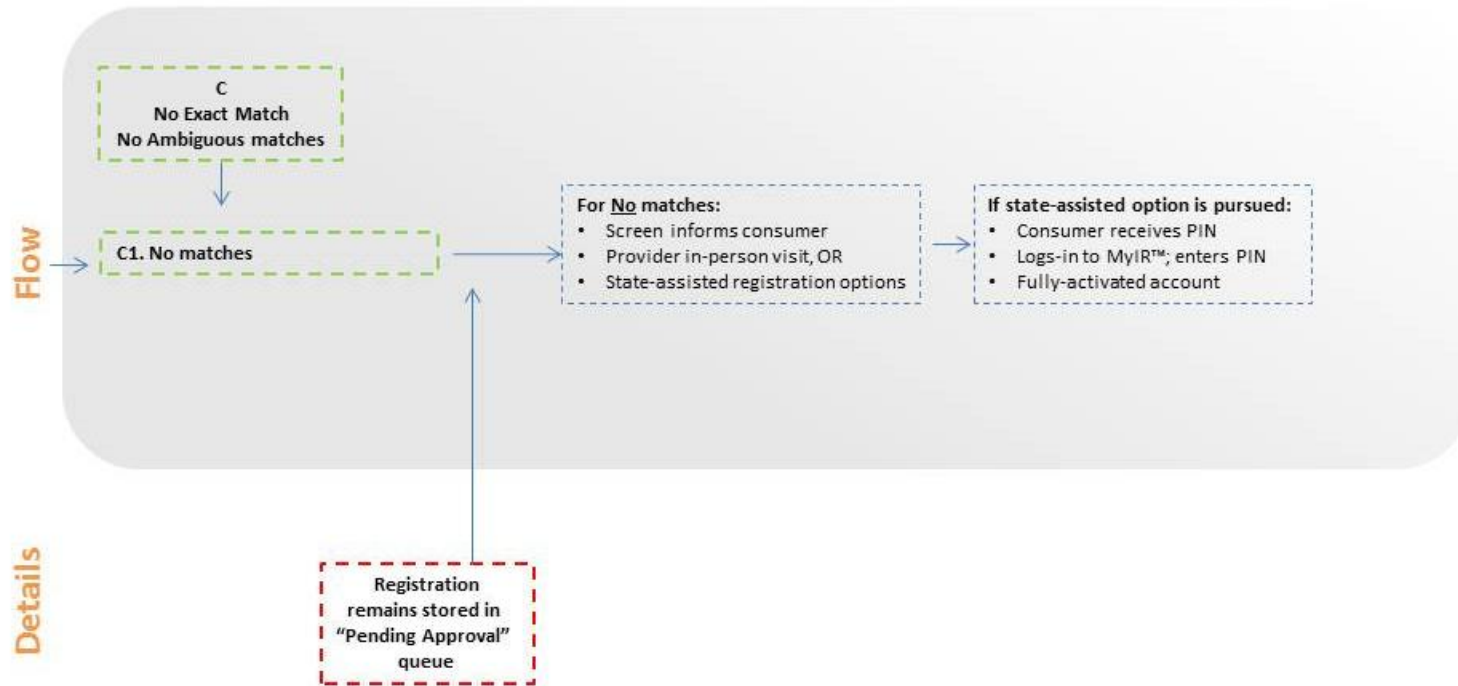 Flow
C
No Exact Match
No Ambiguous matches
C1. No matches
For No matches:
• Screen informs consumer
• Provider in-person visit, OR
• State-assisted registration options
If state-assisted option is pursued:
• Consumer receives PIN
• Logs-in to MyIR™; enters PIN
• Fully-activated account
Details
Registration
remains stored in
“Pending Approval”
queue